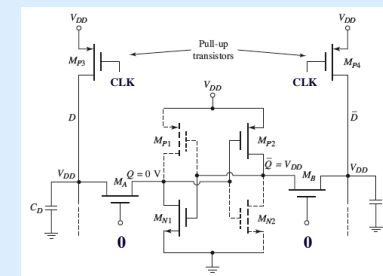 V_DD
V_DD
Pull-up
transistors
M_P3
M_P4
CLK
CLK
V_DD
D
D̄
M_P1
M_P2
Q̄ = V_DD
V_DD
M_A
Q = 0 V
M_B
V_DD
C_D
M_N1
M_N2
0
0